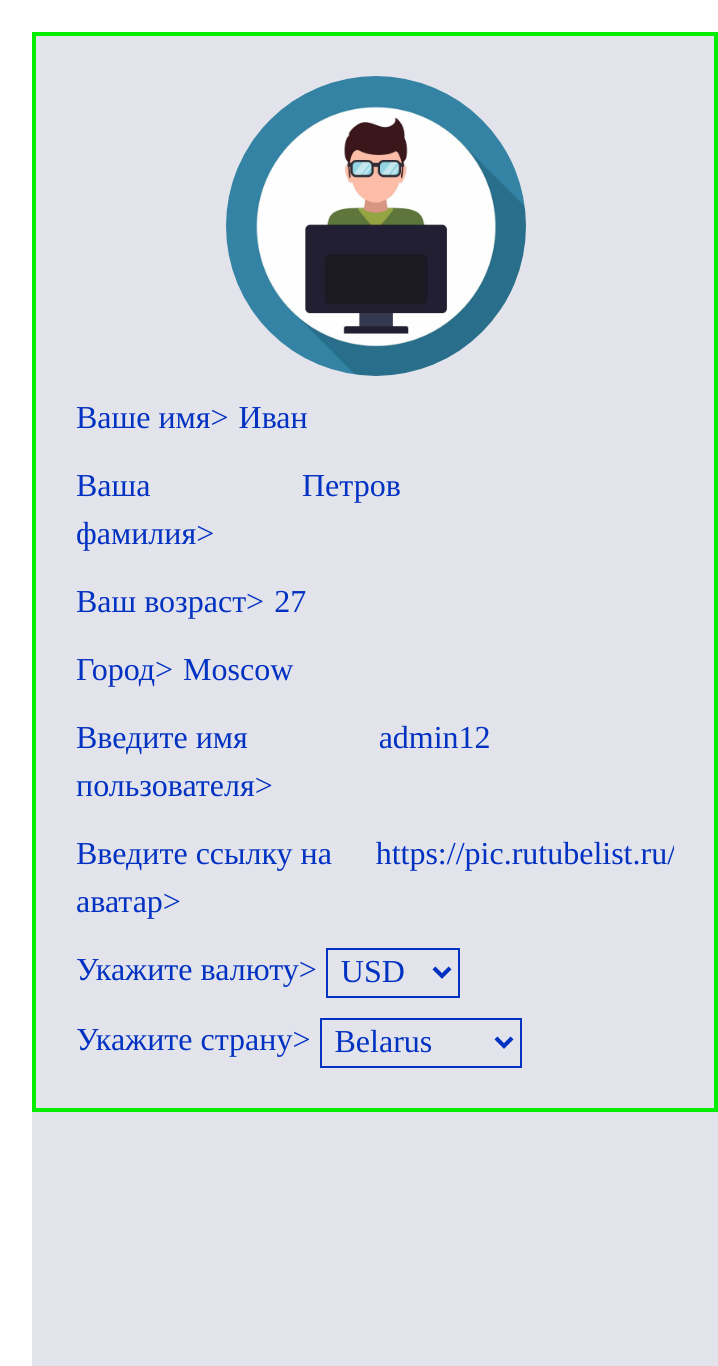 Ваше имя> Иван
Ваша Петров
фамилия>
Ваш возраст> 27
Город> Moscow
Введите имя admin12
пользователя>
Введите ссылку на https://pic.rutubelist.ru/
аватар>
Укажите валюту> USD
Укажите страну> Belarus